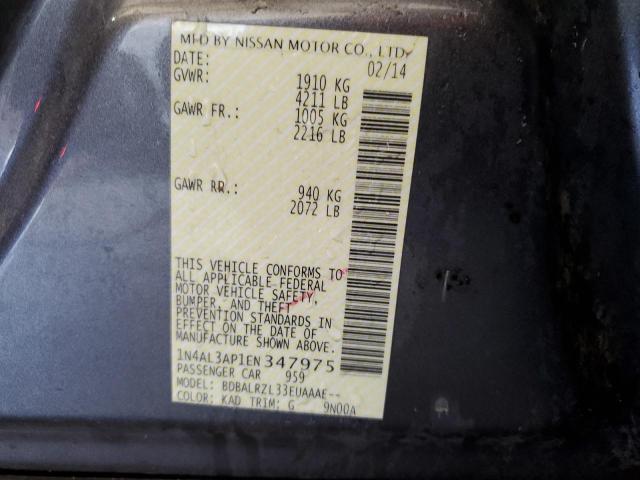 MFD BY NISSAN MOTOR CO., LTD.
DATE: 02/14
GVWR: 1910 KG
4211 LB
GAWR FR.: 1005 KG
2216 LB
GAWR RR.: 940 KG
2072 LB
THIS VEHICLE CONFORMS TO
ALL APPLICABLE FEDERAL
MOTOR VEHICLE SAFETY,
BUMPER, AND THEFT
PREVENTION STANDARDS IN
EFFECT ON THE DATE OF
MANUFACTURE SHOWN ABOVE.
1N4AL3AP1EN347975
PASSENGER CAR 959
MODEL: BDBALRZL33EUAAAE--
COLOR: KAD TRIM: G 9N00A